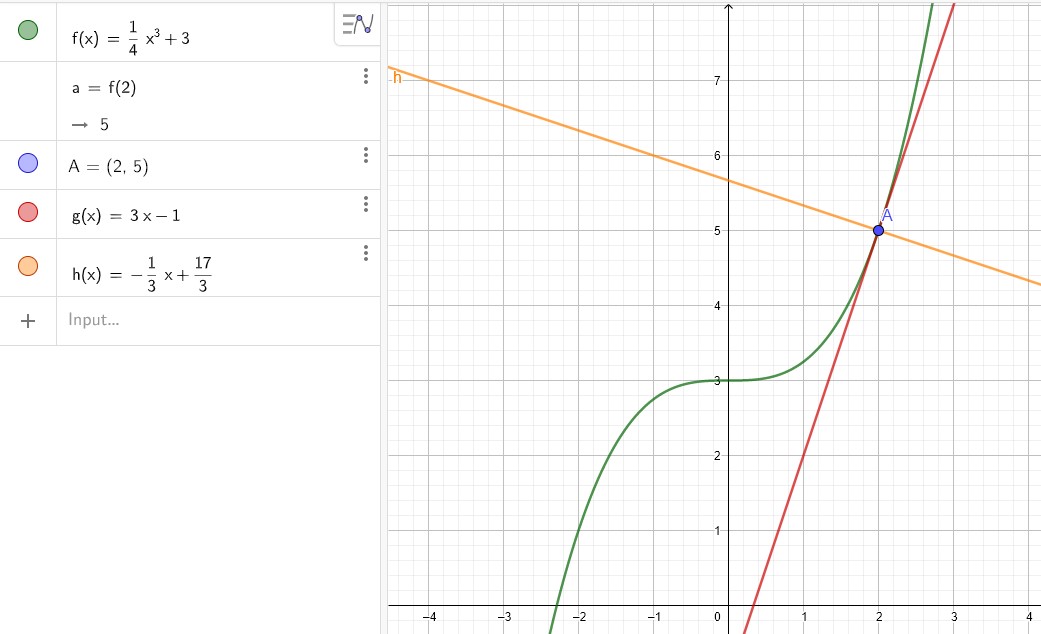 f(x) = 1/4 x³ + 3
a = f(2)
→ 5
A = (2, 5)
g(x) = 3 x − 1
h(x) = − 1/3 x + 17/3
+ Input...
h
A
7
6
5
4
3
2
1
−4 −3 −2 −1 0 1 2 3 4